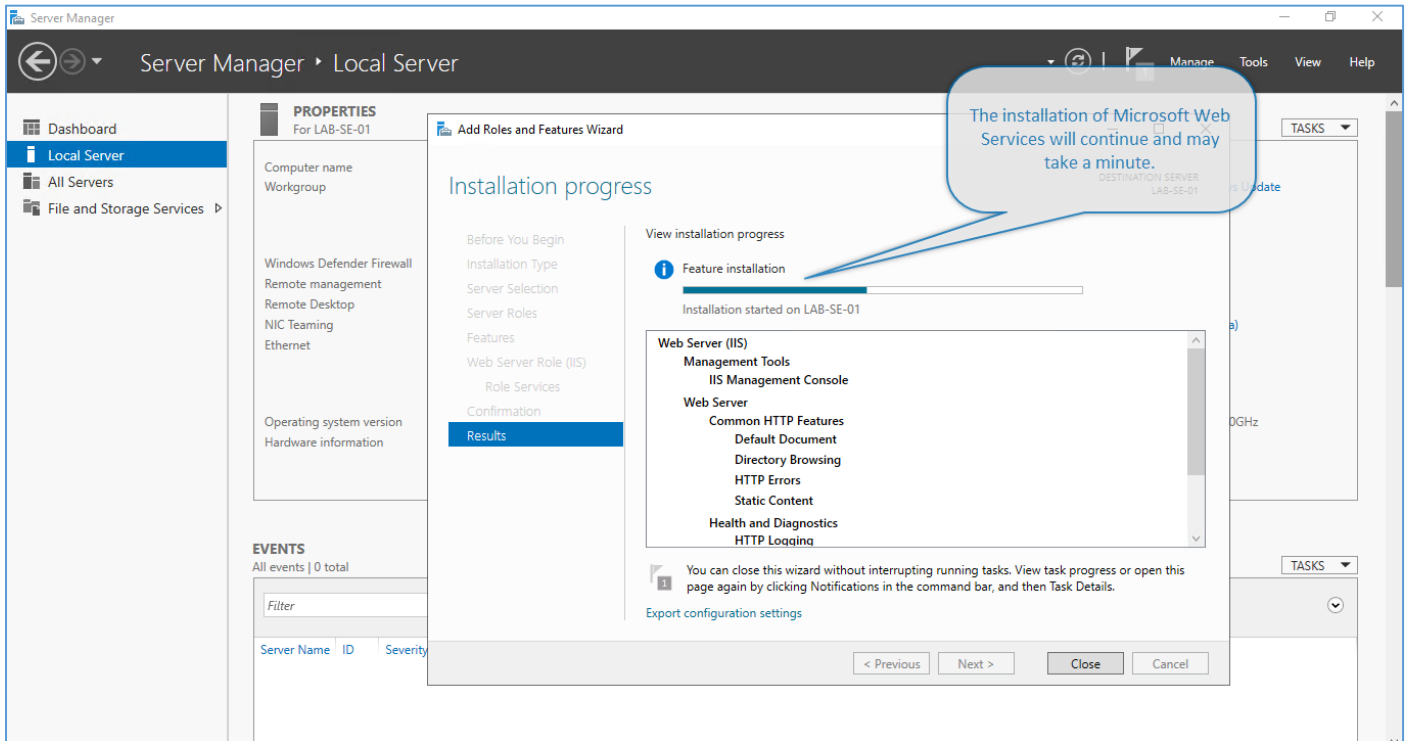 Server Manager
Server Manager • Local Server
Manage Tools View Help
1
The installation of Microsoft Web
Services will continue and may
take a minute.
Dashboard
Local Server
All Servers
File and Storage Services
PROPERTIES
For LAB-SE-01
TASKS
Computer name
Workgroup
Windows Defender Firewall
Remote management
Remote Desktop
NIC Teaming
Ethernet
Operating system version
Hardware information
Update
a)
0GHz
Add Roles and Features Wizard
Installation progress
DESTINATION SERVER
LAB-SE-01
Before You Begin
Installation Type
Server Selection
Server Roles
Features
Web Server Role (IIS)
Role Services
Confirmation
Results
View installation progress
Feature installation
Installation started on LAB-SE-01
Web Server (IIS)
Management Tools
IIS Management Console
Web Server
Common HTTP Features
Default Document
Directory Browsing
HTTP Errors
Static Content
Health and Diagnostics
HTTP Logging
1
You can close this wizard without interrupting running tasks. View task progress or open this
page again by clicking Notifications in the command bar, and then Task Details.
Export configuration settings
< Previous Next > Close Cancel
EVENTS
All events | 0 total
TASKS
Filter
Server Name ID Severity